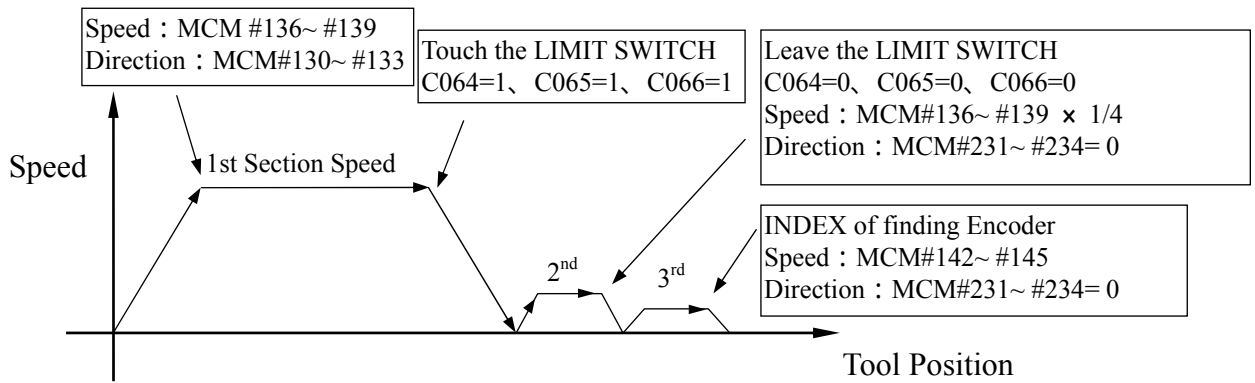 Speed：MCM #136~ #139
Direction：MCM#130~ #133
Touch the LIMIT SWITCH
C064=1、C065=1、C066=1
Leave the LIMIT SWITCH
C064=0、C065=0、C066=0
Speed：MCM#136~ #139 × 1/4
Direction：MCM#231~ #234= 0
Speed
1st Section Speed
INDEX of finding Encoder
Speed：MCM#142~ #145
Direction：MCM#231~ #234= 0
2nd
3rd
Tool Position